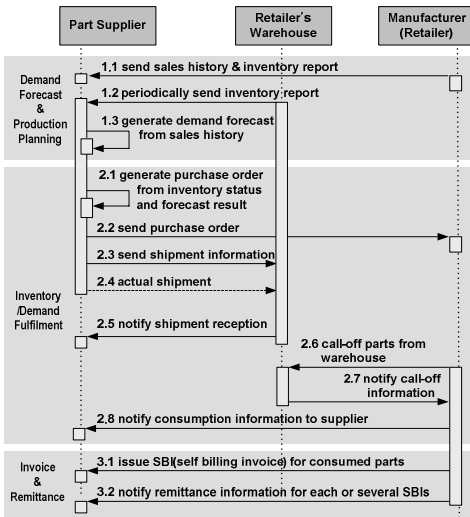 Part Supplier
Retailer's
Warehouse
Manufacturer
(Retailer)
Demand
Forecast
&
Production
Planning
1.1 send sales history & inventory report
1.2 periodically send inventory report
1.3 generate demand forecast
from sales history
Inventory
/Demand
Fulfilment
2.1 generate purchase order
from inventory status
and forecast result
2.2 send purchase order
2.3 send shipment information
2.4 actual shipment
2.5 notify shipment reception
2.6 call-off parts from
warehouse
2.7 notify call-off
information
2.8 notify consumption information to supplier
Invoice
&
Remittance
3.1 issue SBI(self billing invoice) for consumed parts
3.2 notify remittance information for each or several SBIs